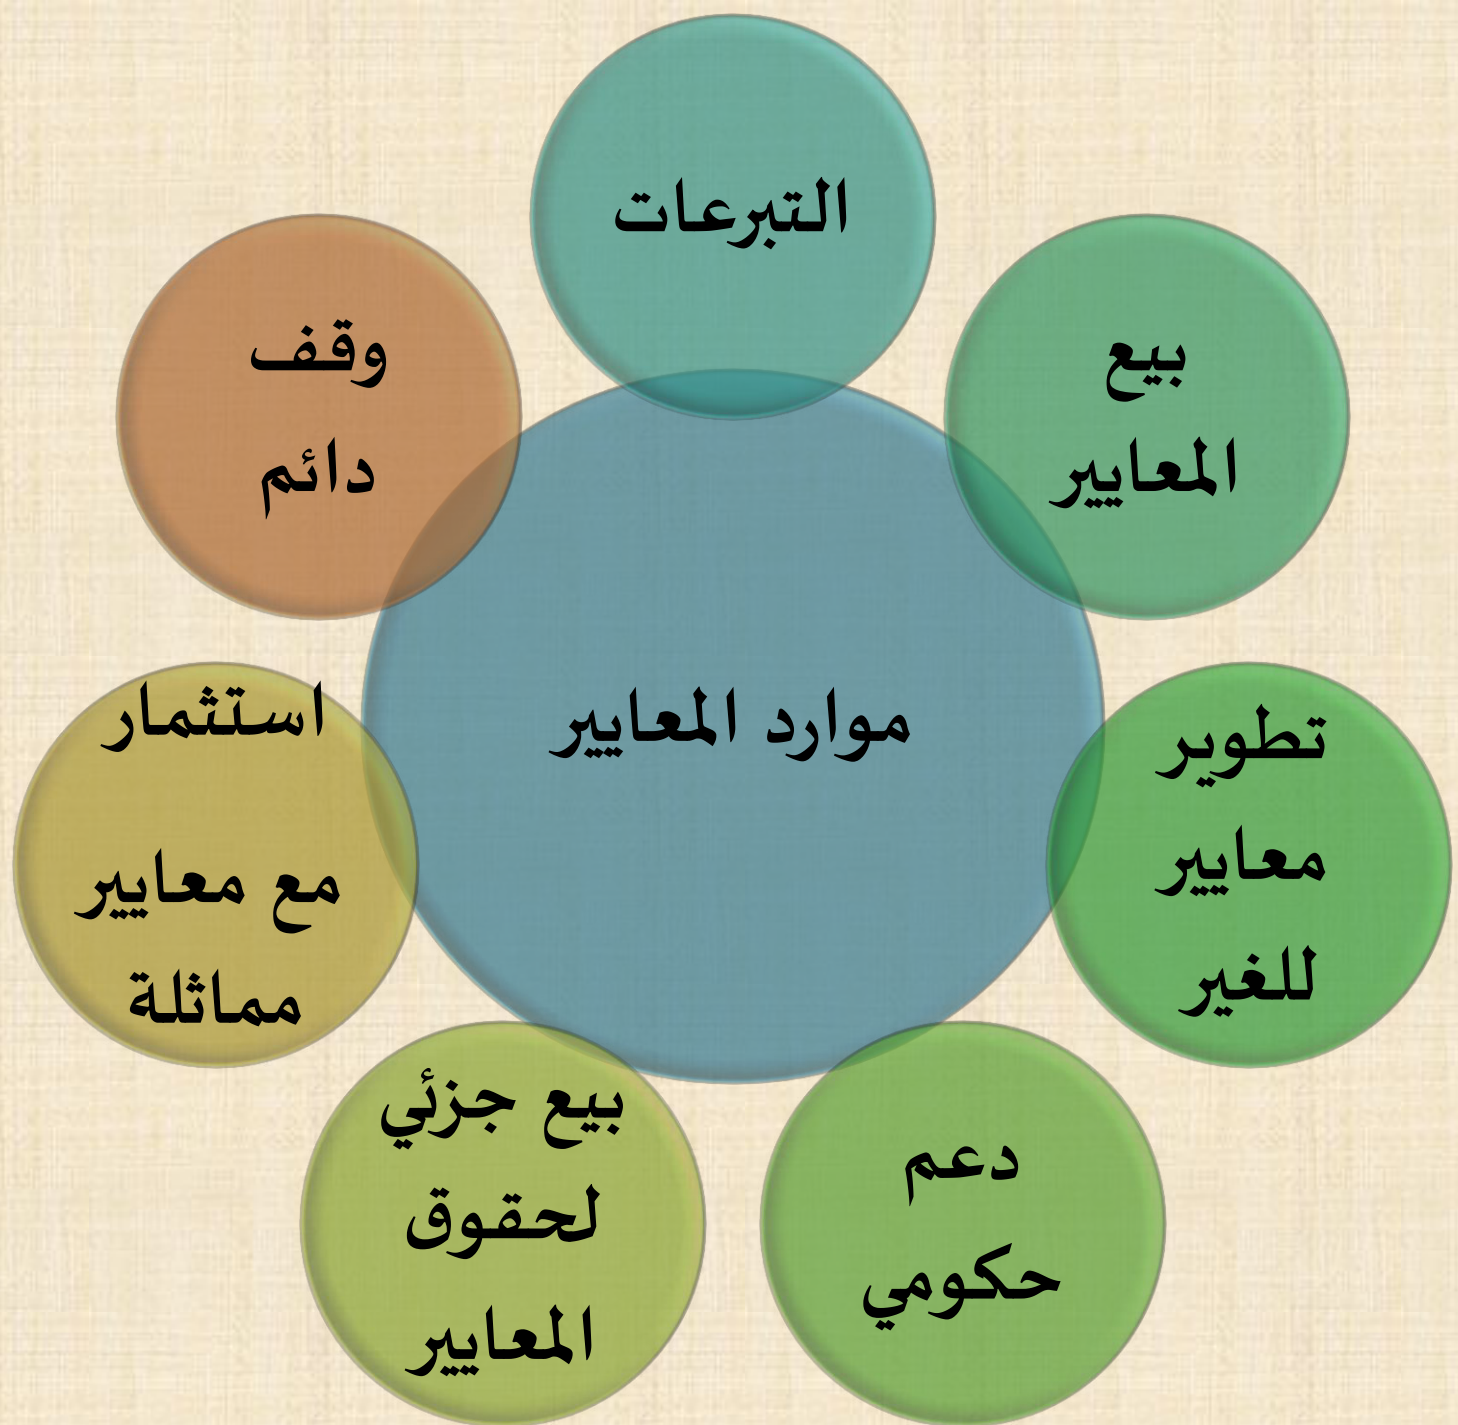 التبرعات
بيع
المعايير
تطوير
معايير
للغير
دعم
حكومي
بيع جزئي
لحقوق
المعايير
استثمار
مع معايير
مماثلة
وقف
دائم
موارد المعايير